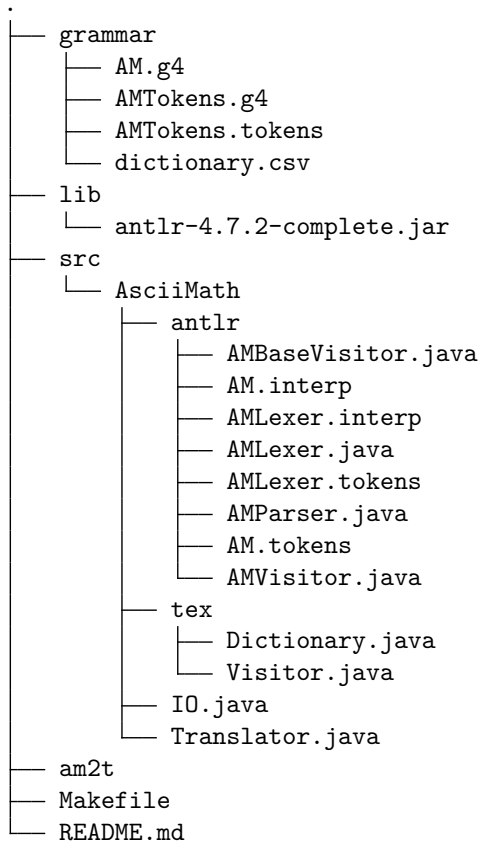 .
├── grammar
│   ├── AM.g4
│   ├── AMTokens.g4
│   ├── AMTokens.tokens
│   └── dictionary.csv
├── lib
│   └── antlr-4.7.2-complete.jar
├── src
│   └── AsciiMath
│       ├── antlr
│       │   ├── AMBaseVisitor.java
│       │   ├── AM.interp
│       │   ├── AMLexer.interp
│       │   ├── AMLexer.java
│       │   ├── AMLexer.tokens
│       │   ├── AMParser.java
│       │   ├── AM.tokens
│       │   └── AMVisitor.java
│       ├── tex
│       │   ├── Dictionary.java
│       │   └── Visitor.java
│       ├── IO.java
│       └── Translator.java
├── am2t
├── Makefile
└── README.md